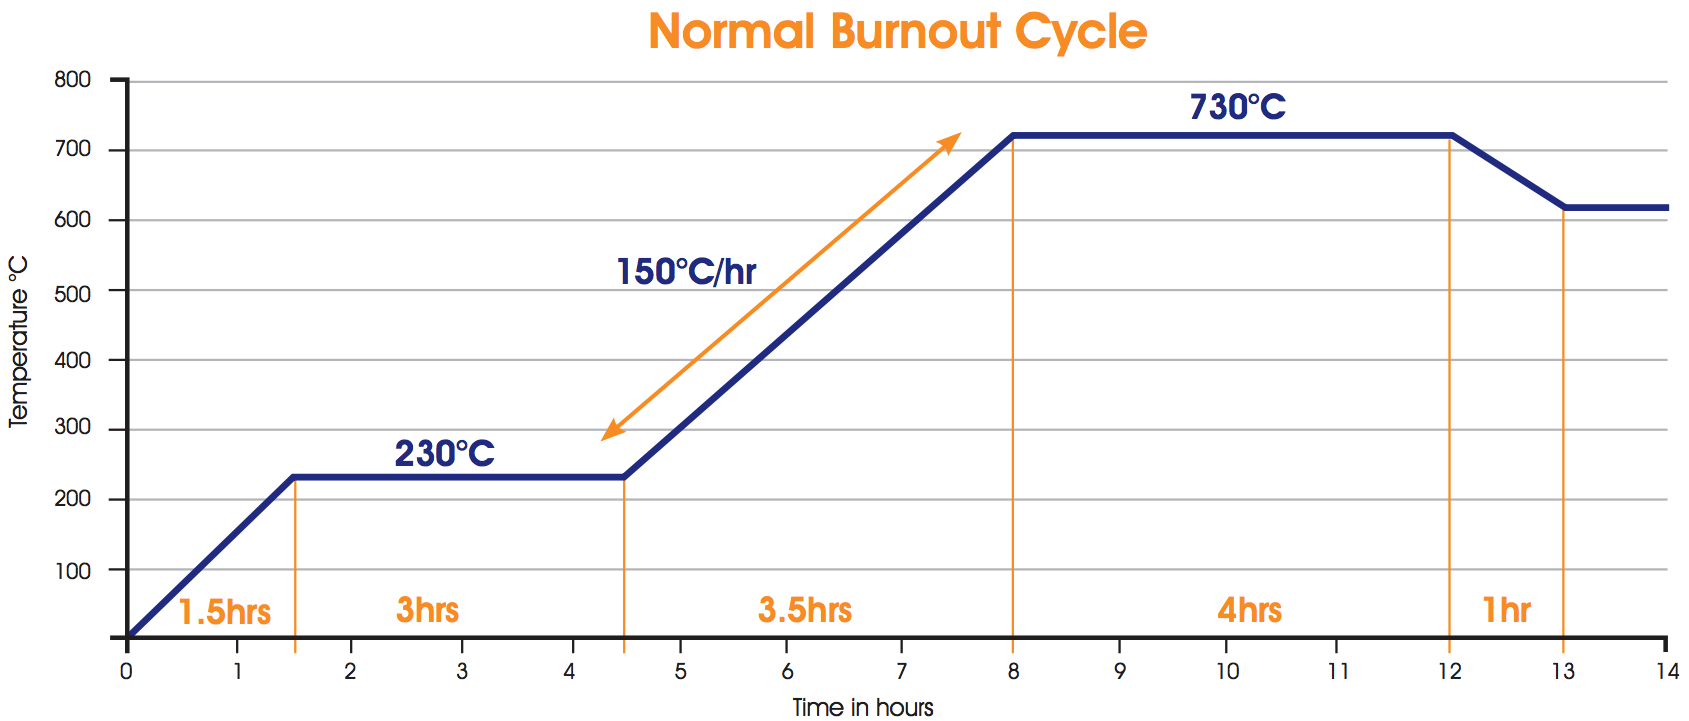 Normal Burnout Cycle
800
700
600
500
400
300
200
100
Temperature °C
730°C
150°C/hr
230°C
1.5hrs 3hrs 3.5hrs 4hrs 1hr
0 1 2 3 4 5 6 7 8 9 10 11 12 13 14
Time in hours